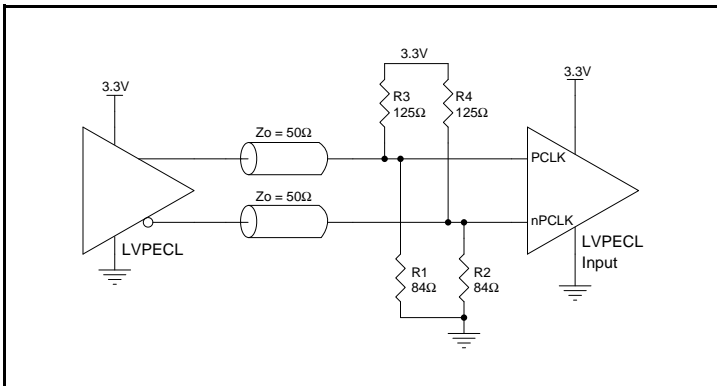 3.3V
R3
125Ω
R4
125Ω
3.3V
3.3V
Zo = 50Ω
Zo = 50Ω
PCLK
nPCLK
LVPECL
LVPECL
Input
R1
84Ω
R2
84Ω